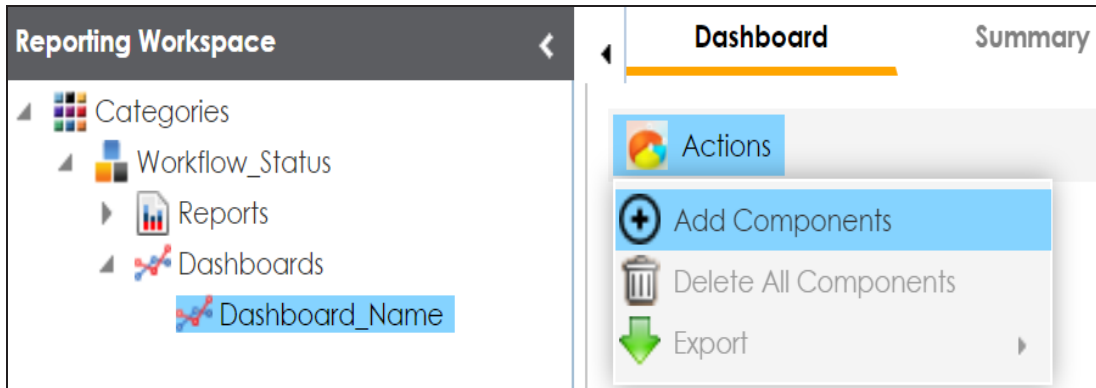 Reporting Workspace
Categories
Workflow_Status
Reports
Dashboards
Dashboard_Name
Dashboard Summary
Actions
Add Components
Delete All Components
Export